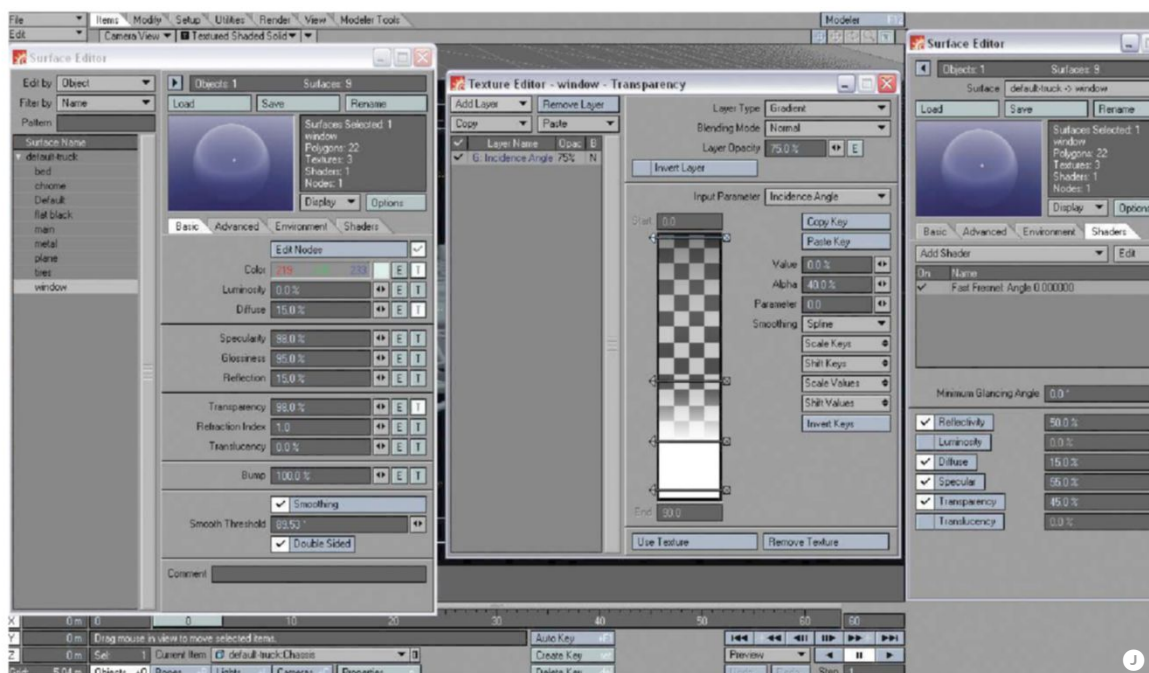 File
Items Modify Setup Utilities Render View Modeler Tools
Modeler
Edit
Camera View Textured Shaded Solid
Surface Editor
Edit by Object
Filter by Name
Pattern
Surface Name
default-truck
bed
chrome
Default
flat black
main
metal
plane
tires
window
Objects: 1 Surfaces: 9
Load Save Rename
Surfaces Selected: 1
window
Polygons: 22
Textures: 3
Shaders: 1
Nodes: 1
Display Options
Basic Advanced Environment Shaders
Edit Nodes
Color 219 233 E T
Luminosity 0.0 % E T
Diffuse 15.0 % E T
Specularity 98.0 % E T
Glossiness 95.0 % E T
Reflection 15.0 % E T
Transparency 98.0 % E T
Refraction Index 1.0 E T
Translucency 0.0 % E T
Bump 100.0 % E T
Smoothing
Smooth Threshold 89.53 °
Double Sided
Comment
Texture Editor - window - Transparency
Add Layer Remove Layer
Copy Paste
Layer Name Opac B
G: Incidence Angle 75% N
Layer Type Gradient
Blending Mode Normal
Layer Opacity 75.0 % E
Invert Layer
Input Parameter Incidence Angle
Start 0.0
Copy Key
Paste Key
Value 0.0 %
Alpha 40.0 %
Parameter 0.0
Smoothing Spline
Scale Keys
Shift Keys
Scale Values
Shift Values
Invert Keys
End 90.0
Use Texture Remove Texture
Surface Editor
Objects: 1 Surfaces: 9
Surface default-truck -> window
Load Save Rename
Surfaces Selected: 1
window
Polygons: 22
Textures: 3
Shaders: 1
Nodes: 1
Display Options
Basic Advanced Environment Shaders
Add Shader Edit
On Name
Fast Fresnel: Angle 0.000000
Minimum Glancing Angle 0.0 °
Reflectivity 50.0 %
Luminosity 0.0 %
Diffuse 15.0 %
Specular 55.0 %
Transparency 45.0 %
Translucency 0.0 %
X 0 m 0 0 10 20 30 40 50 60 60
Y 0 m Drag mouse in view to move selected items. Auto Key
Z 0 m Sel: 1 Current Item default-truck:Chassis Create Key Preview
Grid: 5.04 m Objects Bones Lights Cameras Properties Delete Key Step 1
J